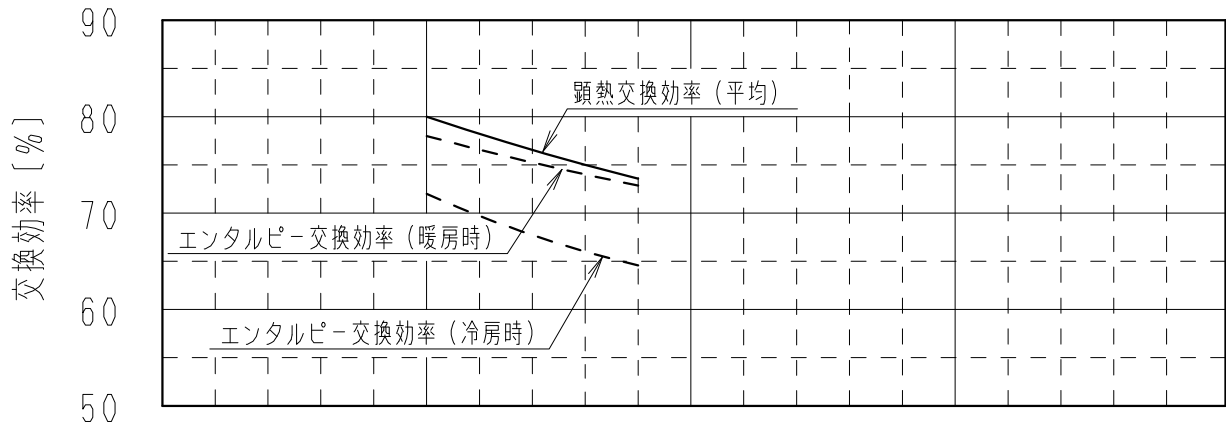 90
80
70
60
50
交換効率 [%]
顕熱交換効率 (平均)
エンタルピー交換効率 (暖房時)
エンタルピー交換効率 (冷房時)